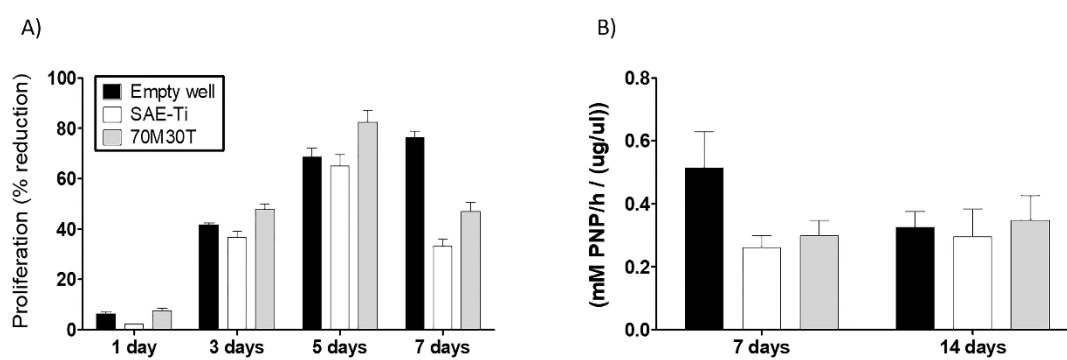 A)
B)
Proliferation (% reduction)
100
80
60
40
20
0
Empty well
SAE-Ti
70M30T
1 day
3 days
5 days
7 days
(mM PNP/h / (ug/ul))
0.8
0.6
0.4
0.2
0.0
7 days
14 days